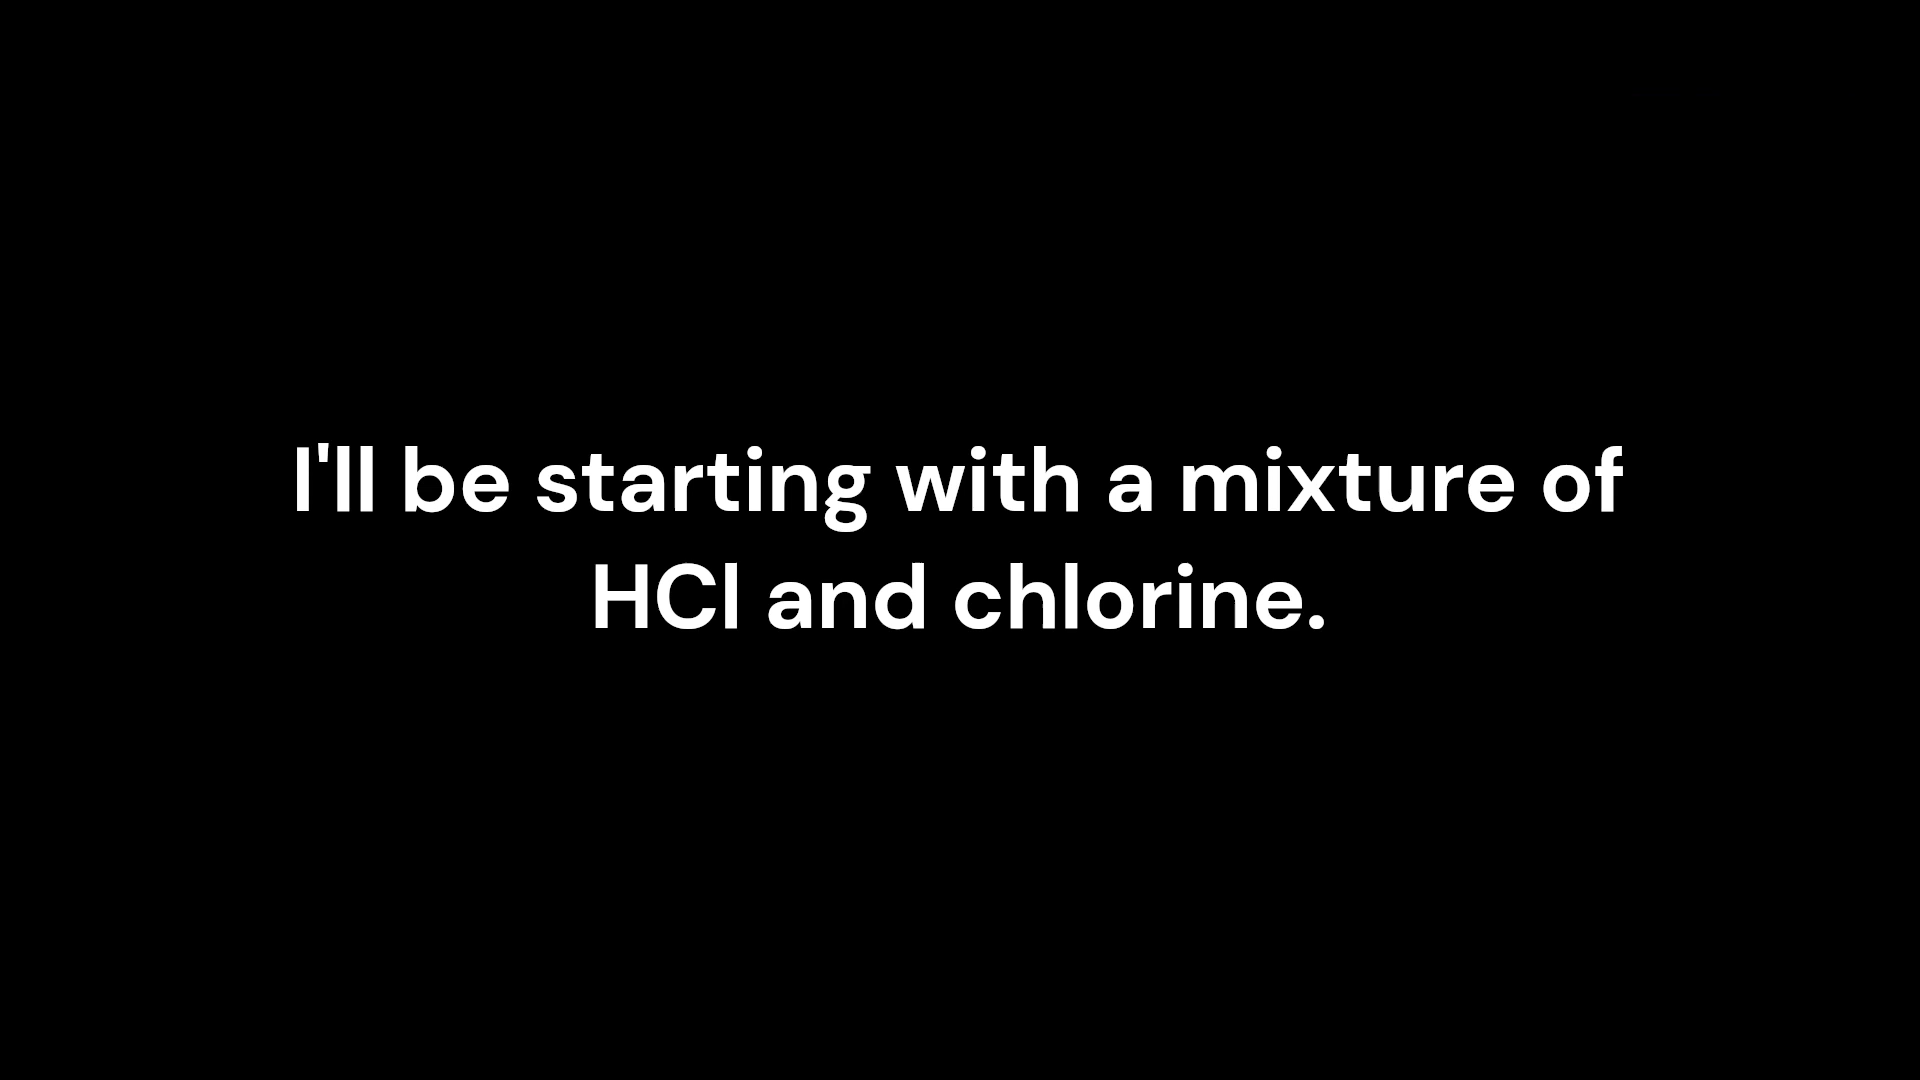 I'll be starting with a mixture of
HCl and chlorine.